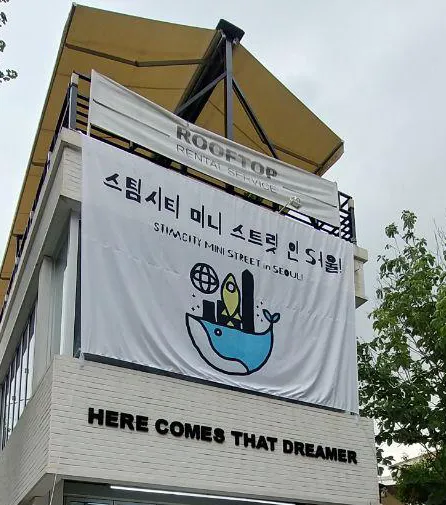 ROOFTOP
RENTAL SERVICE
스팀시티 미니 스트릿 인 서울!
STIMCITY MINI STREET in SEOUL!
HERE COMES THAT DREAMER